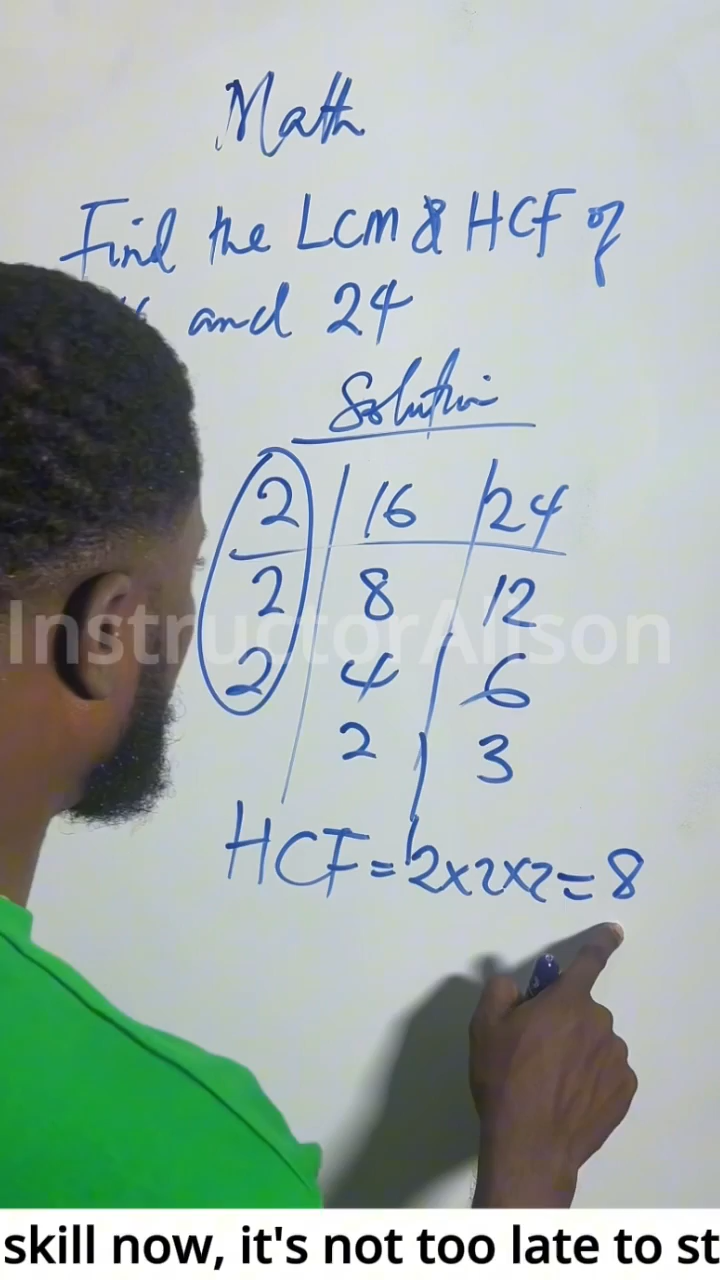 Math
Find the LCM & HCF of
and 24
Solution
2 16 24
2 8 12
InstructorAlison
2 4 6
2 3
HCF = 2x2x2 = 8
skill now, it's not too late to st